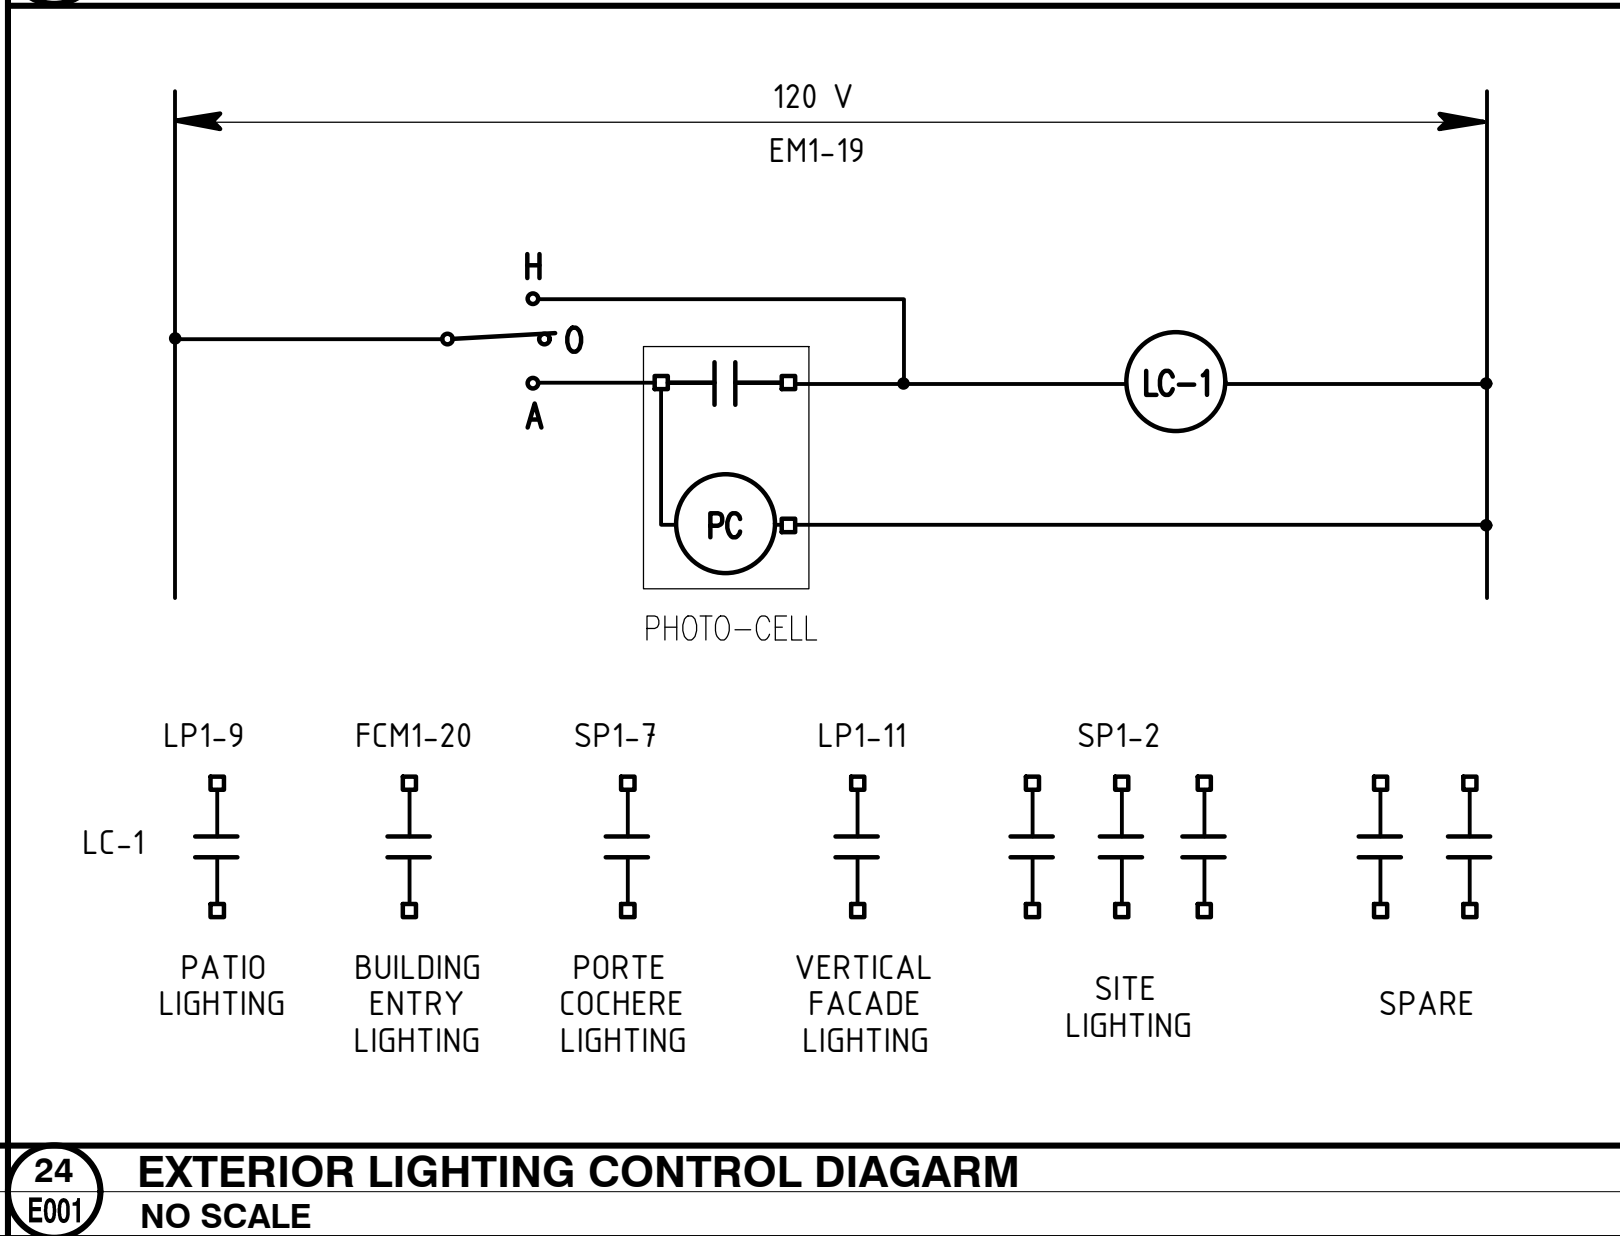 120 V
EM1-19
H
O
A
LC-1
PC
PHOTO-CELL
LP1-9
FCM1-20
SP1-7
LP1-11
SP1-2
LC-1
PATIO
LIGHTING
BUILDING
ENTRY
LIGHTING
PORTE
COCHERE
LIGHTING
VERTICAL
FACADE
LIGHTING
SITE
LIGHTING
SPARE
24
E001
EXTERIOR LIGHTING CONTROL DIAGARM
NO SCALE